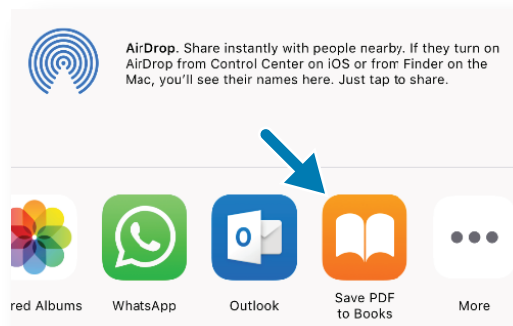 AirDrop. Share instantly with people nearby. If they turn on
AirDrop from Control Center on iOS or from Finder on the
Mac, you'll see their names here. Just tap to share.
red Albums
WhatsApp
Outlook
Save PDF
to Books
More